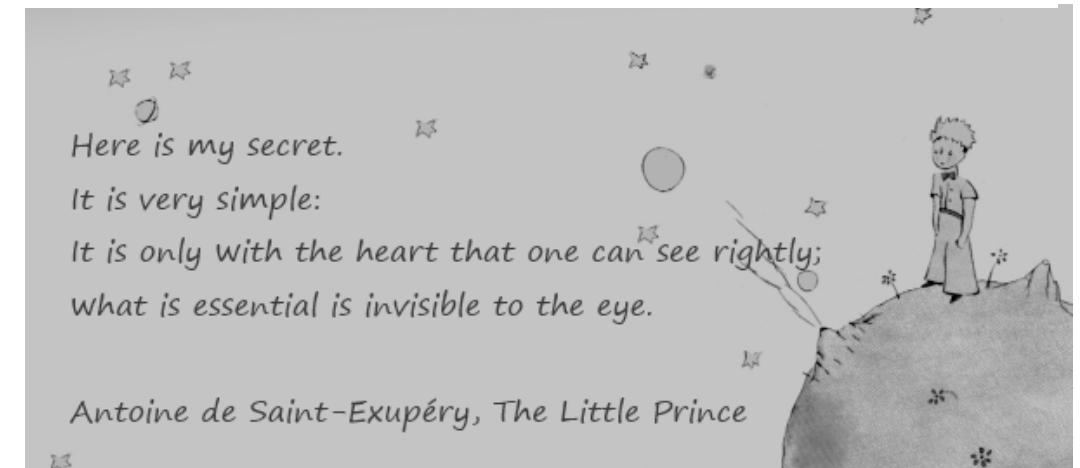 Here is my secret.
It is very simple:
It is only with the heart that one can see rightly;
what is essential is invisible to the eye.
Antoine de Saint-Exupéry, The Little Prince